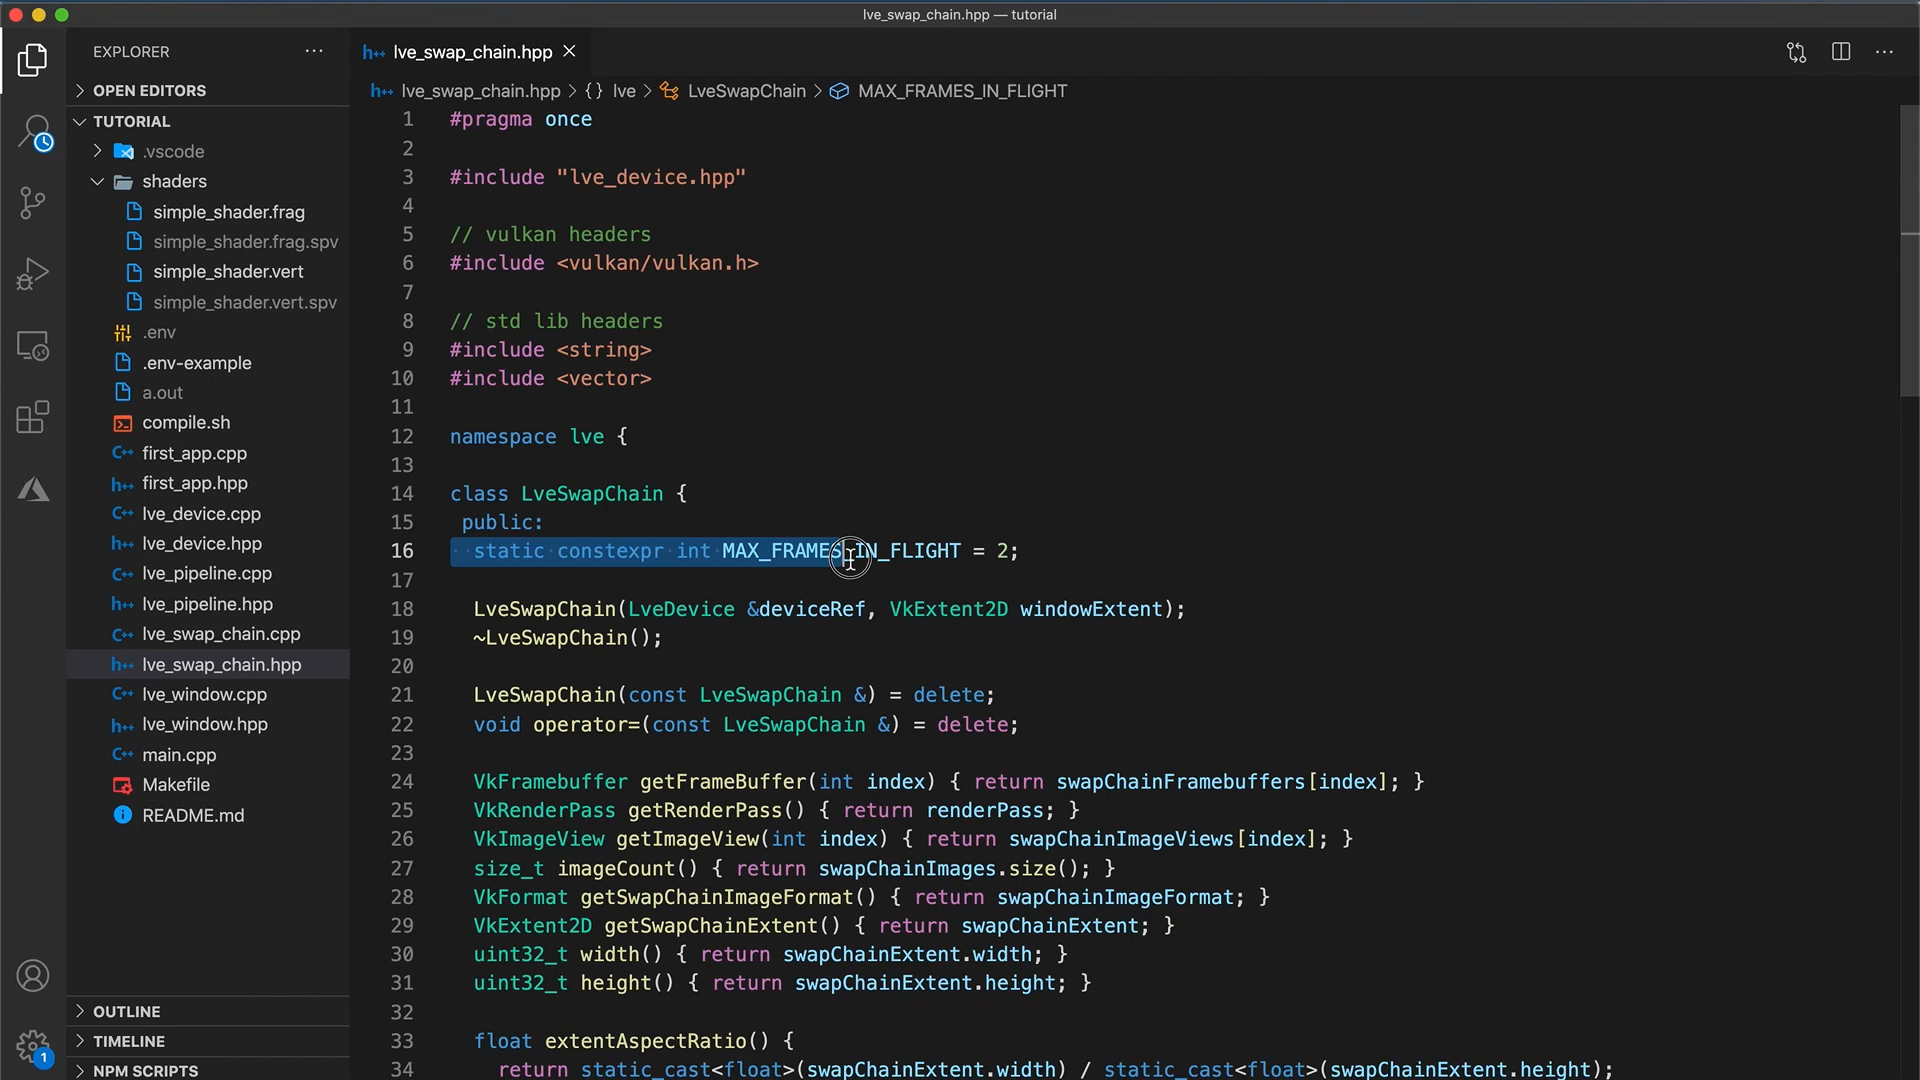 lve_swap_chain.hpp — tutorial
EXPLORER
OPEN EDITORS
TUTORIAL
.vscode
shaders
simple_shader.frag
simple_shader.frag.spv
simple_shader.vert
simple_shader.vert.spv
.env
.env-example
a.out
compile.sh
first_app.cpp
first_app.hpp
lve_device.cpp
lve_device.hpp
lve_pipeline.cpp
lve_pipeline.hpp
lve_swap_chain.cpp
lve_swap_chain.hpp
lve_window.cpp
lve_window.hpp
main.cpp
Makefile
README.md
OUTLINE
TIMELINE
NPM SCRIPTS
1
lve_swap_chain.hpp
lve_swap_chain.hpp > {} lve > LveSwapChain > MAX_FRAMES_IN_FLIGHT
1 #pragma once
2
3 #include "lve_device.hpp"
4
5 // vulkan headers
6 #include <vulkan/vulkan.h>
7
8 // std lib headers
9 #include <string>
10 #include <vector>
11
12 namespace lve {
13
14 class LveSwapChain {
15 public:
16 static constexpr int MAX_FRAMES_IN_FLIGHT = 2;
17
18 LveSwapChain(LveDevice &deviceRef, VkExtent2D windowExtent);
19 ~LveSwapChain();
20
21 LveSwapChain(const LveSwapChain &) = delete;
22 void operator=(const LveSwapChain &) = delete;
23
24 VkFramebuffer getFrameBuffer(int index) { return swapChainFramebuffers[index]; }
25 VkRenderPass getRenderPass() { return renderPass; }
26 VkImageView getImageView(int index) { return swapChainImageViews[index]; }
27 size_t imageCount() { return swapChainImages.size(); }
28 VkFormat getSwapChainImageFormat() { return swapChainImageFormat; }
29 VkExtent2D getSwapChainExtent() { return swapChainExtent; }
30 uint32_t width() { return swapChainExtent.width; }
31 uint32_t height() { return swapChainExtent.height; }
32
33 float extentAspectRatio() {
34 return static_cast<float>(swapChainExtent.width) / static_cast<float>(swapChainExtent.height);